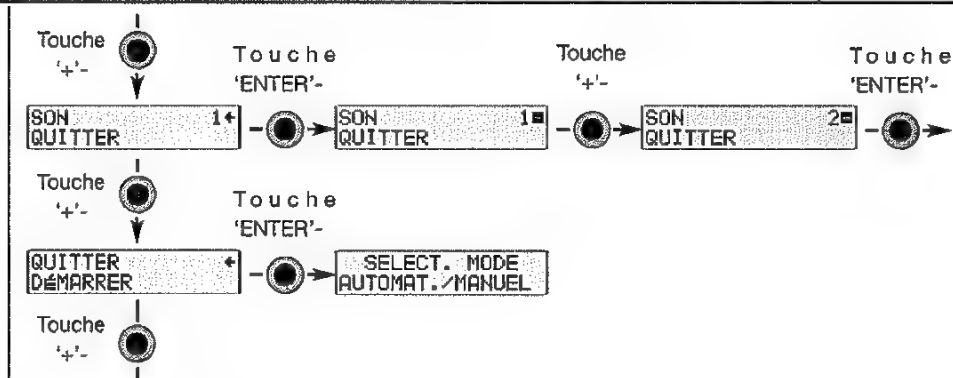 Touche
'+'-
Touche
'ENTER'-
Touche
'+'-
Touche
'ENTER'-
SON 1←
QUITTER
SON 1
QUITTER
SON 2
QUITTER
Touche
'+'-
Touche
'ENTER'-
QUITTER ←
DéMARRER
SELECT. MODE
AUTOMAT./MANUEL
Touche
'+'-